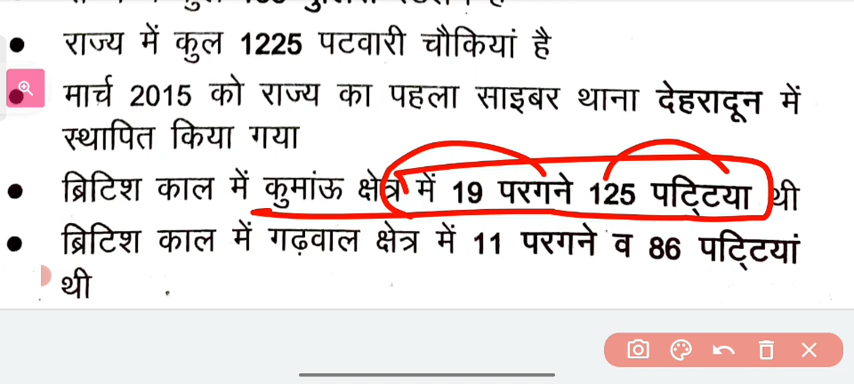 राज्य में कुल 1225 पटवारी चौकियां है
मार्च 2015 को राज्य का पहला साइबर थाना देहरादून में
स्थापित किया गया
ब्रिटिश काल में कुमांऊ क्षेत्र में 19 परगने 125 पट्टिया थी
ब्रिटिश काल में गढ़वाल क्षेत्र में 11 परगने व 86 पट्टियां
थी